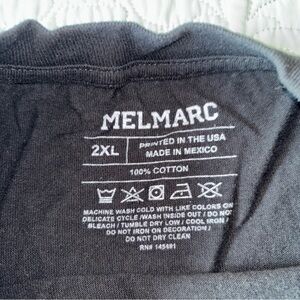 MELMARC
2XL
PRINTED IN THE USA
MADE IN MEXICO
100% COTTON
MACHINE WASH COLD WITH LIKE COLORS ON
DELICATE CYCLE /WASH INSIDE OUT / DO NOT
BLEACH / TUMBLE DRY LOW / COOL IRON /
DO NOT IRON ON DECORATION /
DO NOT DRY CLEAN
RN# 145491